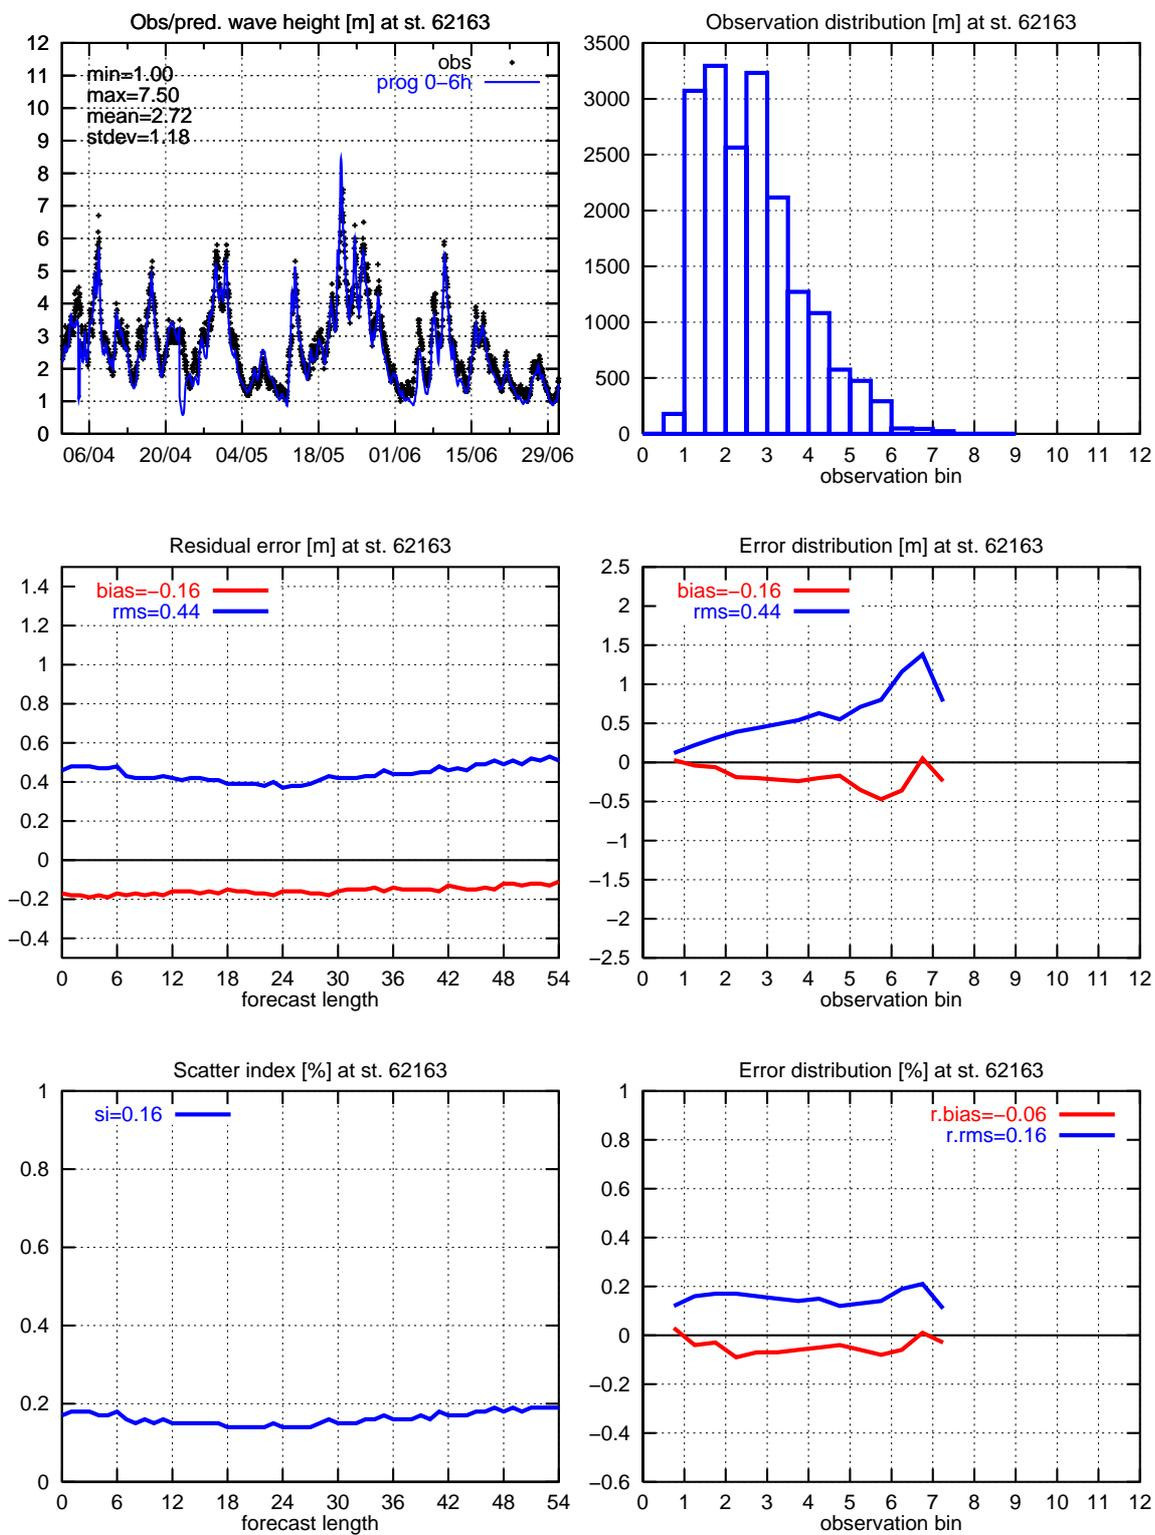 Obs/pred. wave height [m] at st. 62163
12
11
10
9
8
7
6
5
4
3
2
1
0
min=1.00
max=7.50
mean=2.72
stdev=1.18
obs
prog 0−6h
06/04 20/04 04/05 18/05 01/06 15/06 29/06
Observation distribution [m] at st. 62163
3500
3000
2500
2000
1500
1000
500
0
0 1 2 3 4 5 6 7 8 9 10 11 12
observation bin
Residual error [m] at st. 62163
1.4
1.2
1
0.8
0.6
0.4
0.2
0
−0.2
−0.4
bias=−0.16
rms=0.44
0 6 12 18 24 30 36 42 48 54
forecast length
Error distribution [m] at st. 62163
2.5
2
1.5
1
0.5
0
−0.5
−1
−1.5
−2
−2.5
bias=−0.16
rms=0.44
0 1 2 3 4 5 6 7 8 9 10 11 12
observation bin
Scatter index [%] at st. 62163
1
0.8
0.6
0.4
0.2
0
si=0.16
0 6 12 18 24 30 36 42 48 54
forecast length
Error distribution [%] at st. 62163
1
0.8
0.6
0.4
0.2
0
−0.2
−0.4
−0.6
r.bias=−0.06
r.rms=0.16
0 1 2 3 4 5 6 7 8 9 10 11 12
observation bin